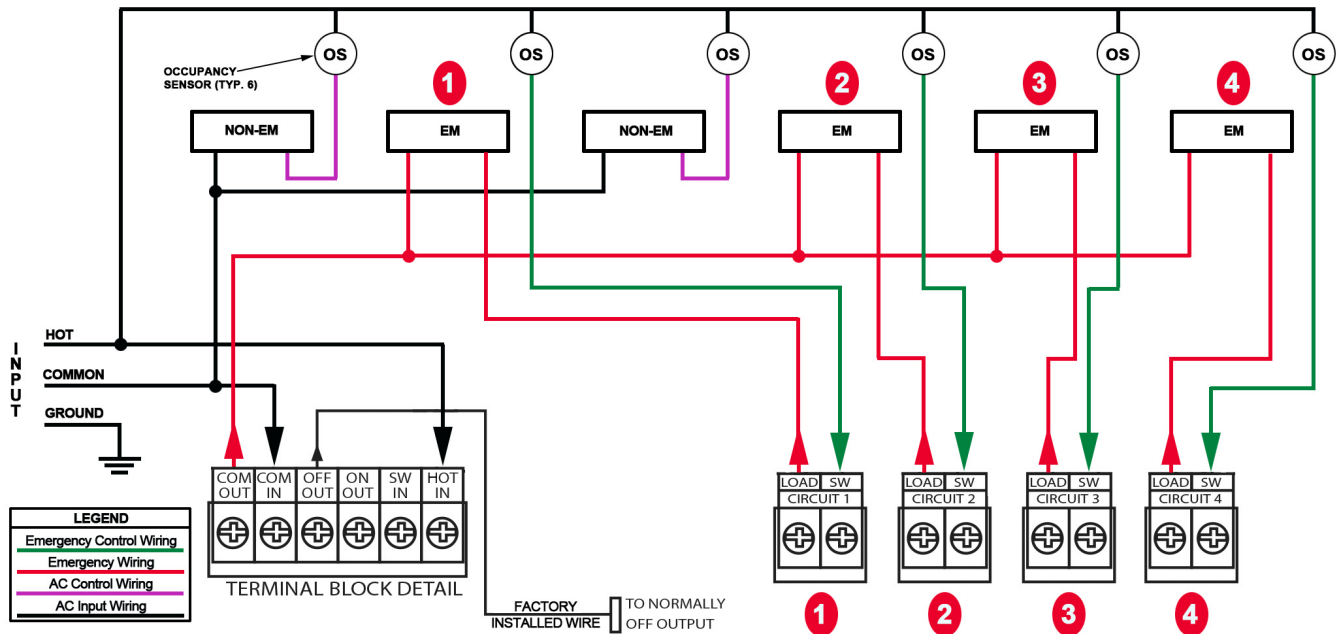 OS
OS
OS
OS
OS
OS
OCCUPANCY
SENSOR (TYP. 6)
1
2
3
4
NON-EM
EM
NON-EM
EM
EM
EM
INPUT
HOT
COMMON
GROUND
COM OUT
COM IN
OFF OUT
ON OUT
SW IN
HOT IN
TERMINAL BLOCK DETAIL
LOAD SW
CIRCUIT 1
LOAD SW
CIRCUIT 2
LOAD SW
CIRCUIT 3
LOAD SW
CIRCUIT 4
LEGEND
Emergency Control Wiring
Emergency Wiring
AC Control Wiring
AC Input Wiring
FACTORY
INSTALLED WIRE
TO NORMALLY
OFF OUTPUT
1
2
3
4